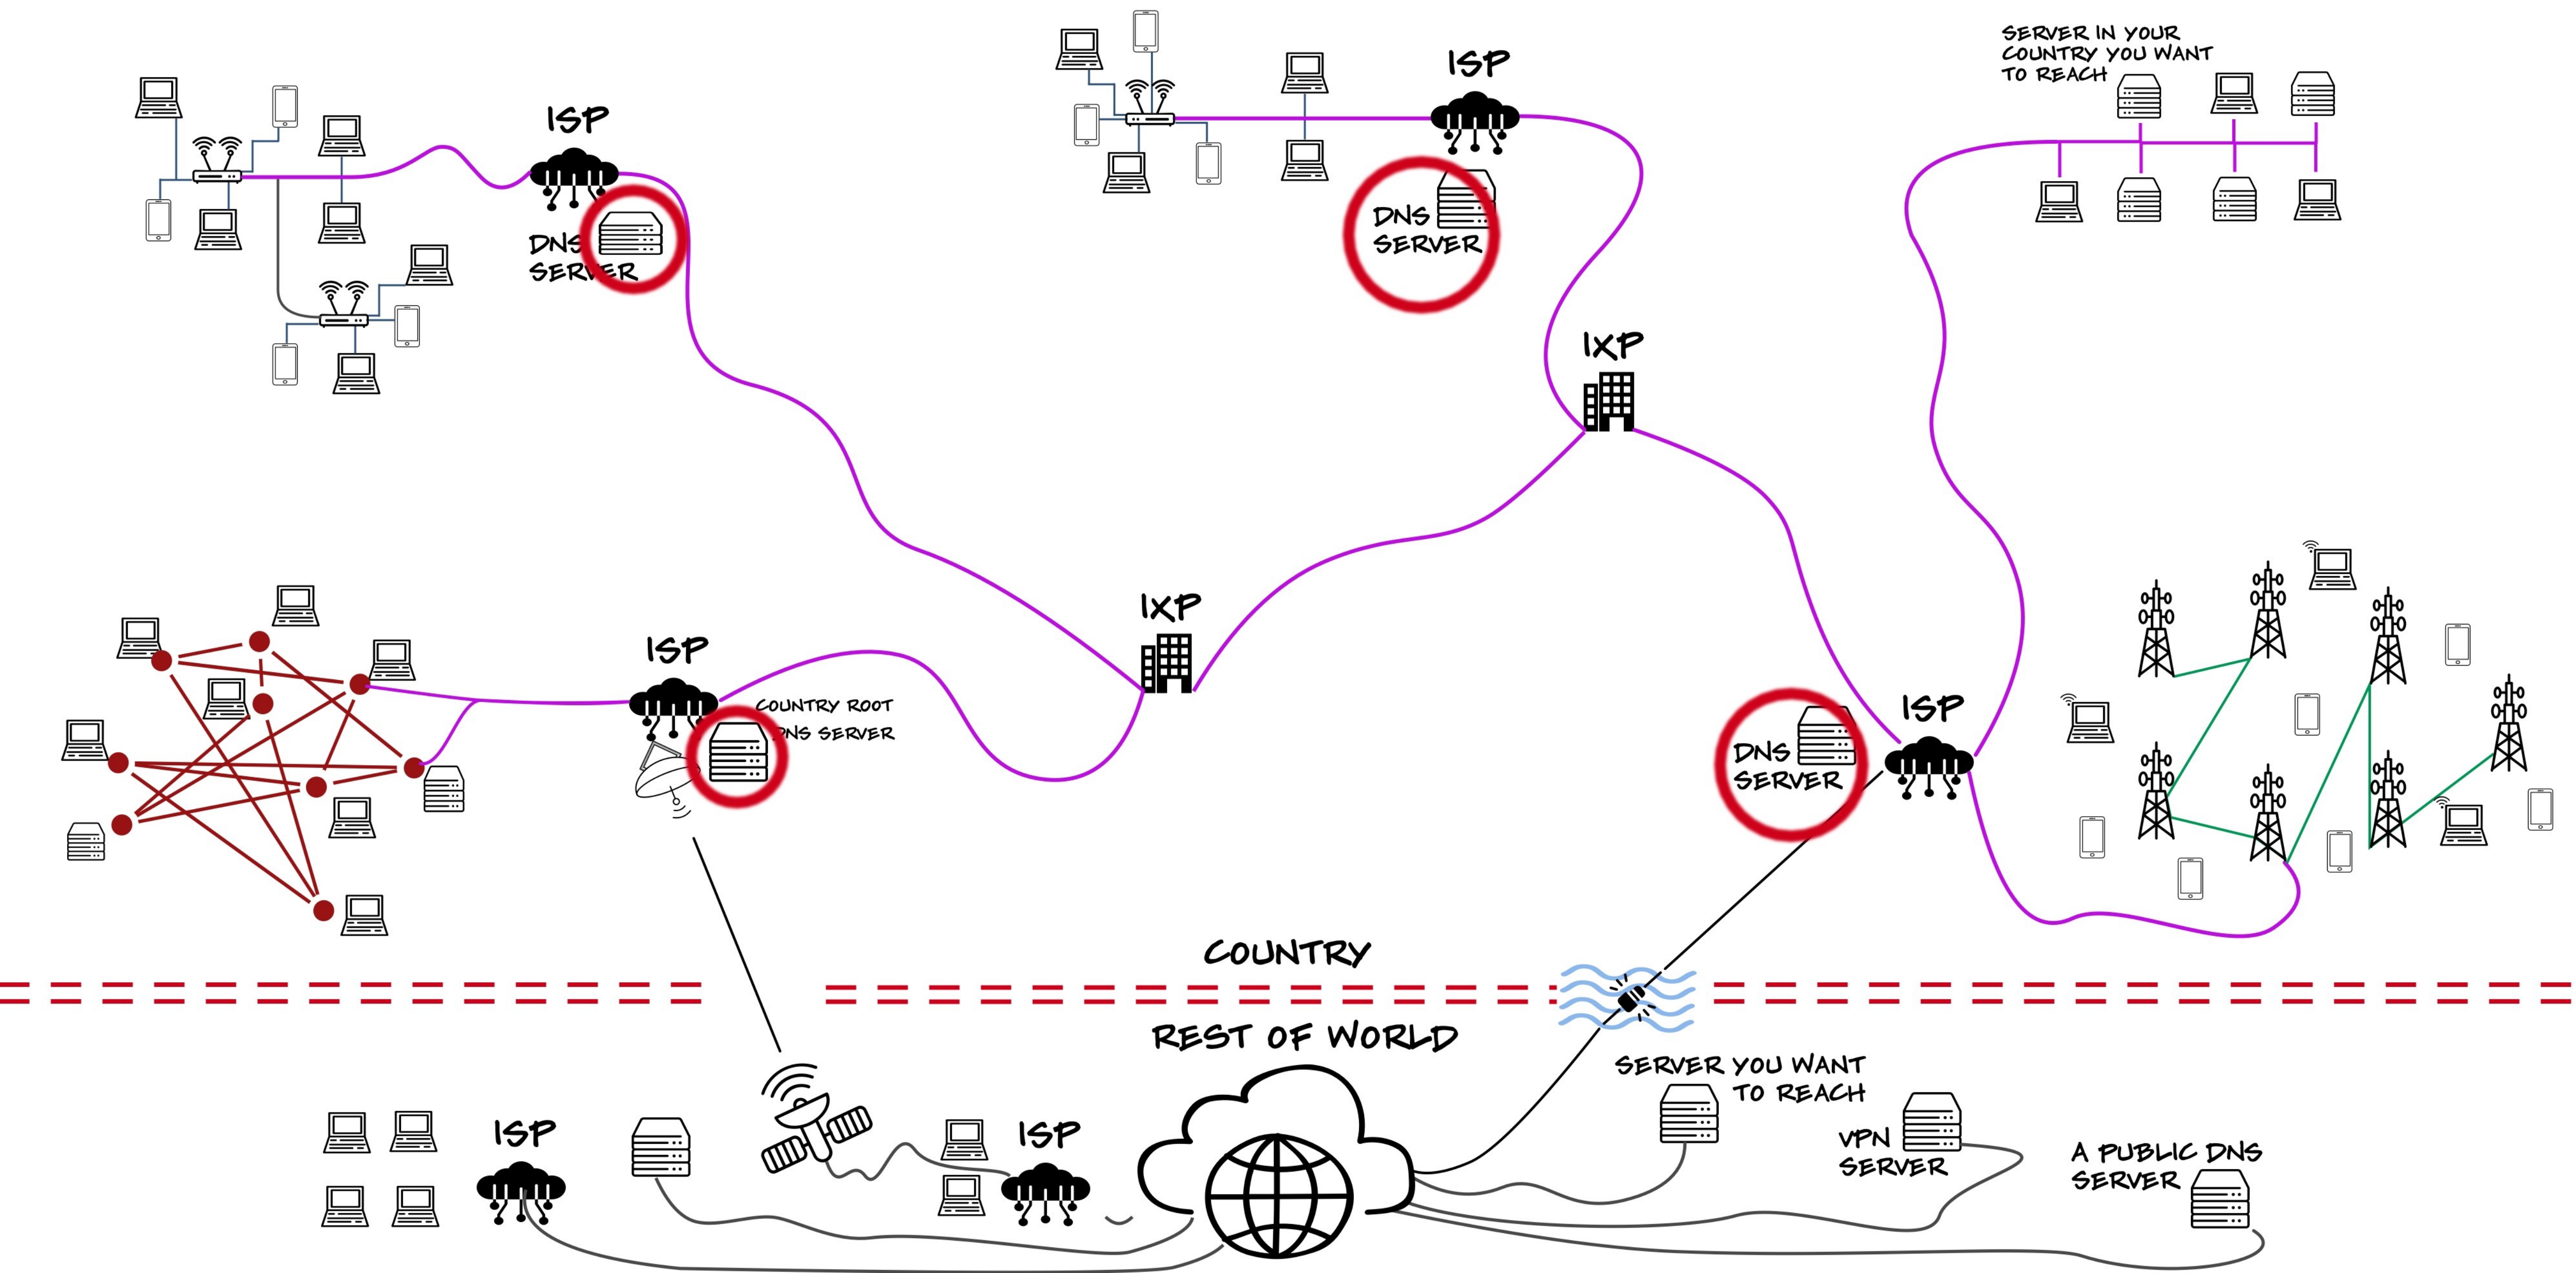 ISP
DNS
SERVER
ISP
DNS
SERVER
SERVER IN YOUR
COUNTRY YOU WANT
TO REACH
IXP
IXP
ISP
COUNTRY ROOT
DNS SERVER
DNS
SERVER
ISP
COUNTRY
REST OF WORLD
ISP
ISP
SERVER YOU WANT
TO REACH
VPN
SERVER
A PUBLIC DNS
SERVER